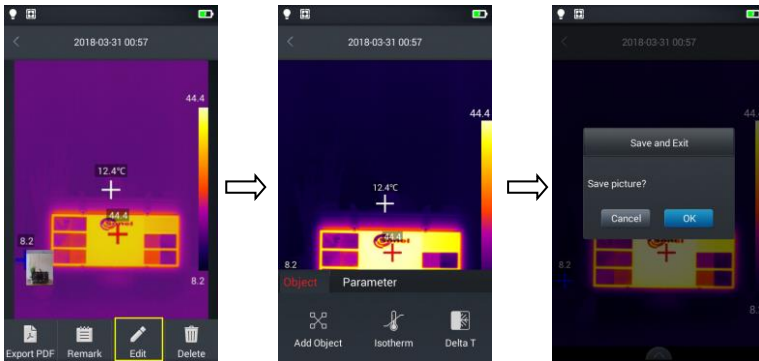 2018-03-31 00:57
44.4
12.4°C
44.4
8.2
8.2
Export PDF
Remark
Edit
Delete
2018-03-31 00:57
44.4
12.4°C
44.4
8.2
Object
Parameter
Add Object
Isotherm
Delta T
2018-03-31 00:57
44.
Save and Exit
Save picture?
Cancel
OK
8.2
8.